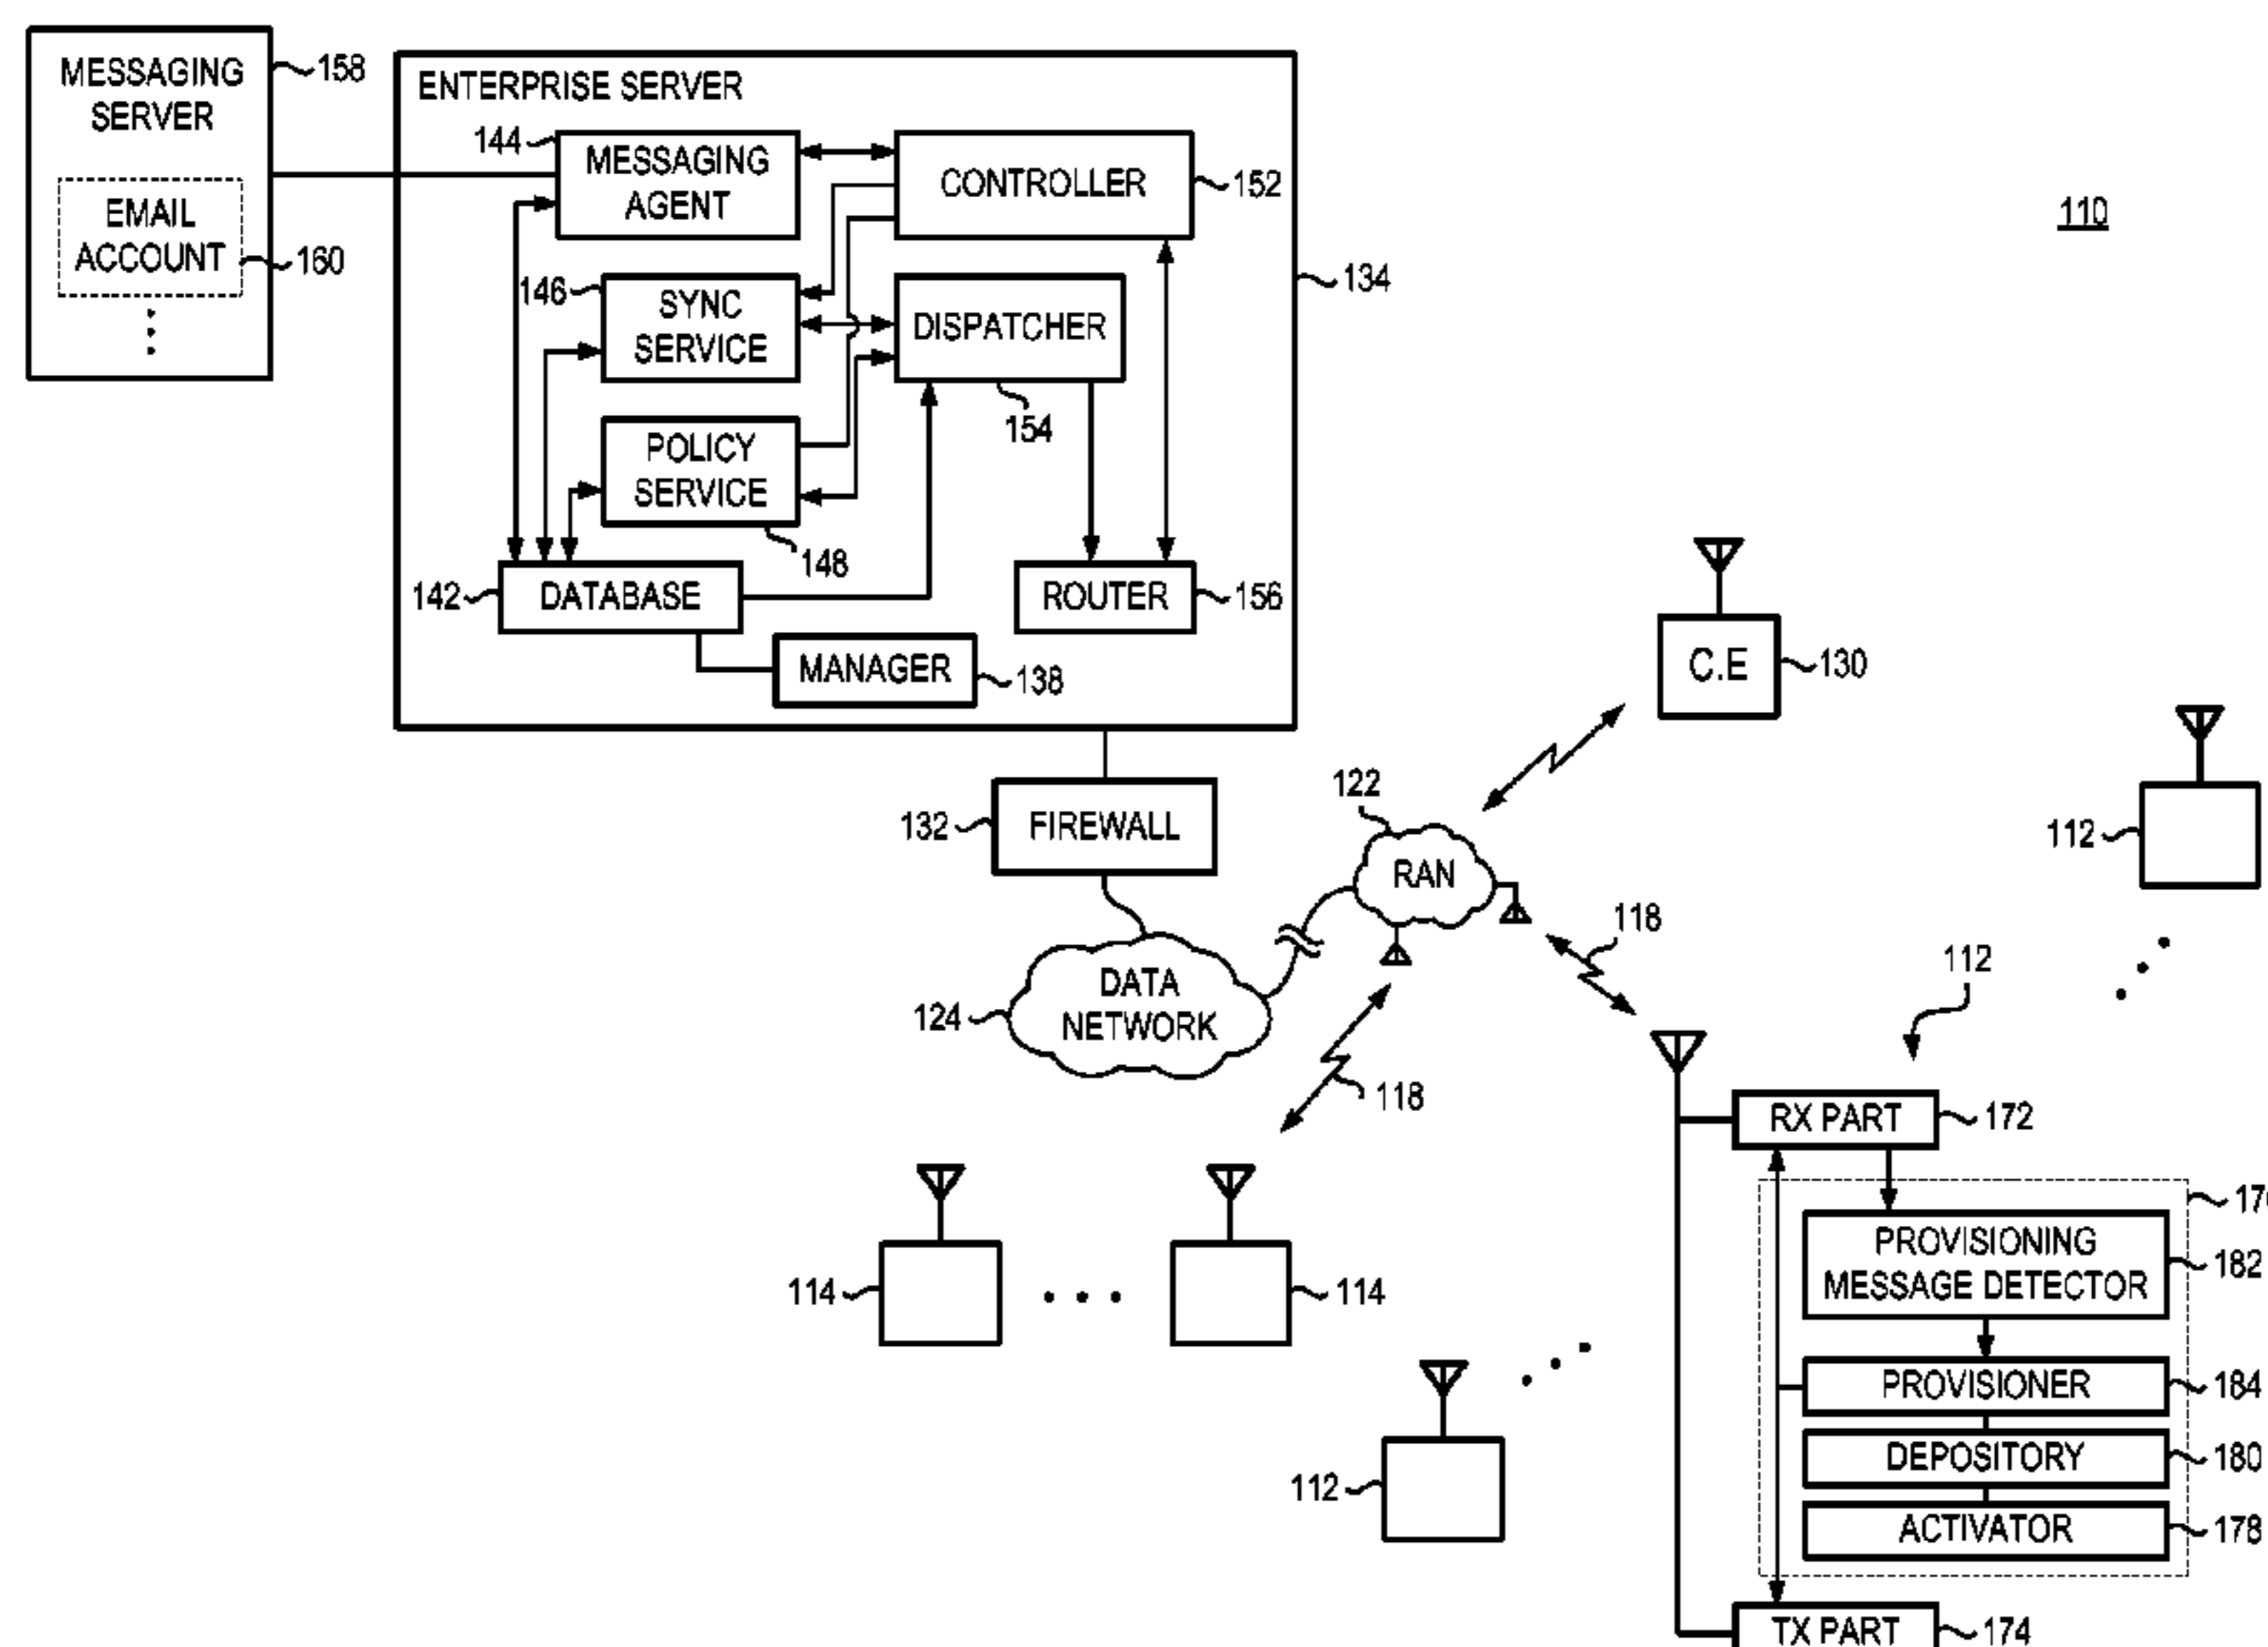 MESSAGING
SERVER
158
EMAIL
ACCOUNT
160
ENTERPRISE SERVER
134
144
MESSAGING
AGENT
CONTROLLER
152
110
146
SYNC
SERVICE
DISPATCHER
154
POLICY
SERVICE
148
142
DATABASE
ROUTER
156
MANAGER
138
C.E
130
132
FIREWALL
122
RAN
112
118
124
DATA
NETWORK
118
112
RX PART
172
114
114
PROVISIONING
MESSAGE DETECTOR
182
PROVISIONER
184
DEPOSITORY
180
ACTIVATOR
178
112
TX PART
174